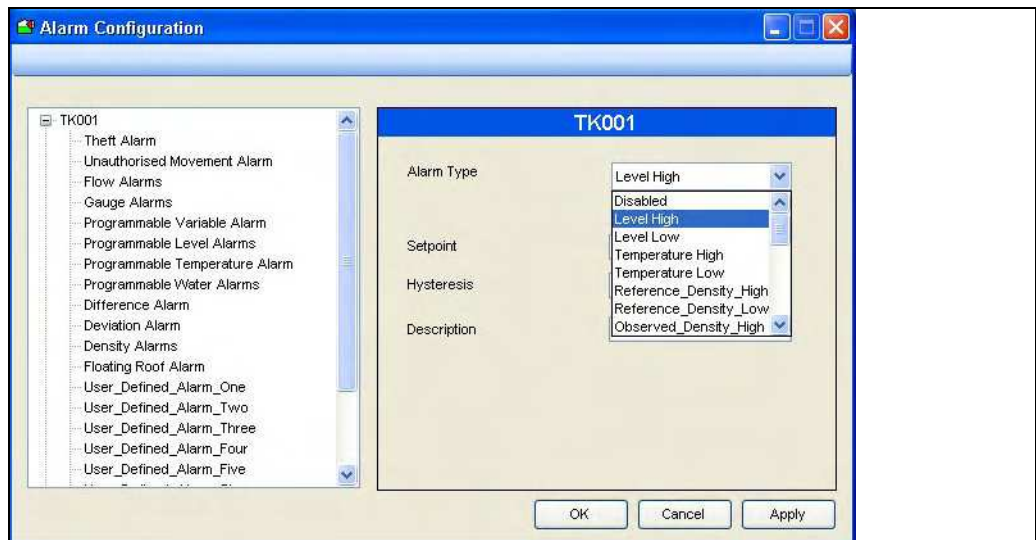 Alarm Configuration
TK001
Theft Alarm
Unauthorised Movement Alarm
Flow Alarms
Gauge Alarms
Programmable Variable Alarm
Programmable Level Alarms
Programmable Temperature Alarm
Programmable Water Alarms
Difference Alarm
Deviation Alarm
Density Alarms
Floating Roof Alarm
User_Defined_Alarm_One
User_Defined_Alarm_Two
User_Defined_Alarm_Three
User_Defined_Alarm_Four
User_Defined_Alarm_Five
TK001
Alarm Type
Level High
Disabled
Level High
Level Low
Temperature High
Temperature Low
Reference_Density_High
Reference_Density_Low
Observed_Density_High
Setpoint
Hysteresis
Description
OK
Cancel
Apply